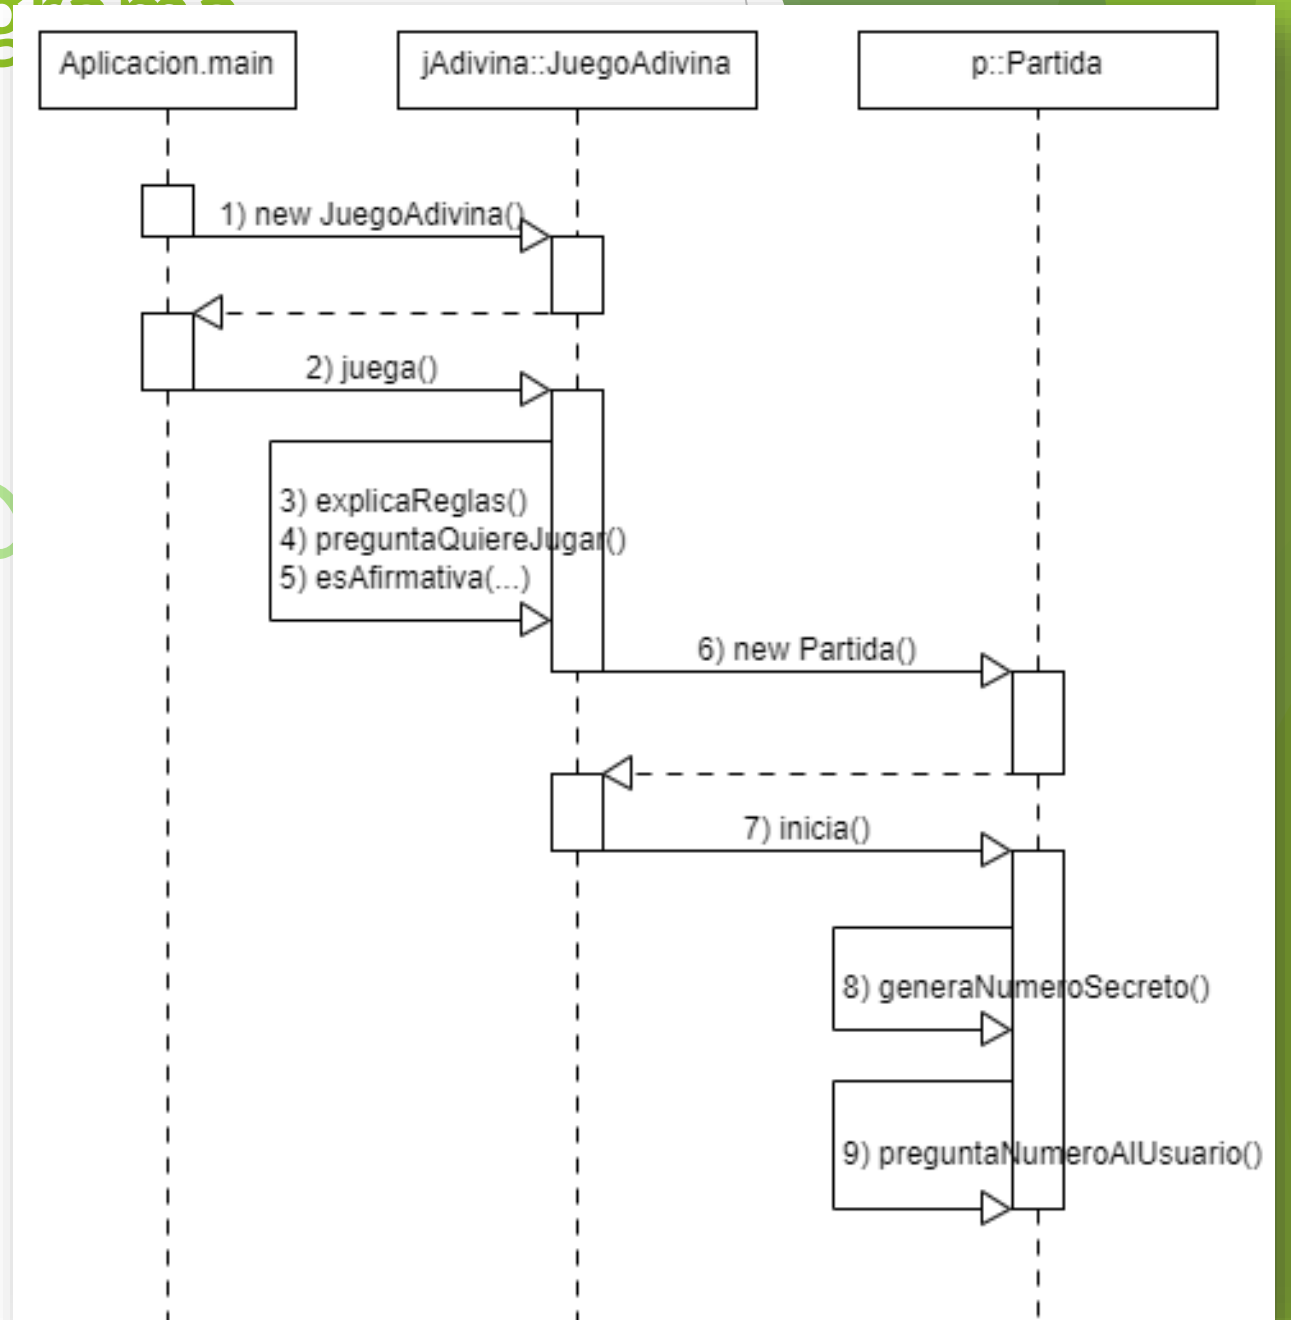 Aplicacion.main
jAdivina::JuegoAdivina
p::Partida
1) new JuegoAdivina()
2) juega()
3) explicaReglas()
4) preguntaQuiereJugar()
5) esAfirmativa(...)
6) new Partida()
7) inicia()
8) generaNumeroSecreto()
9) preguntaNumeroAlUsuario()